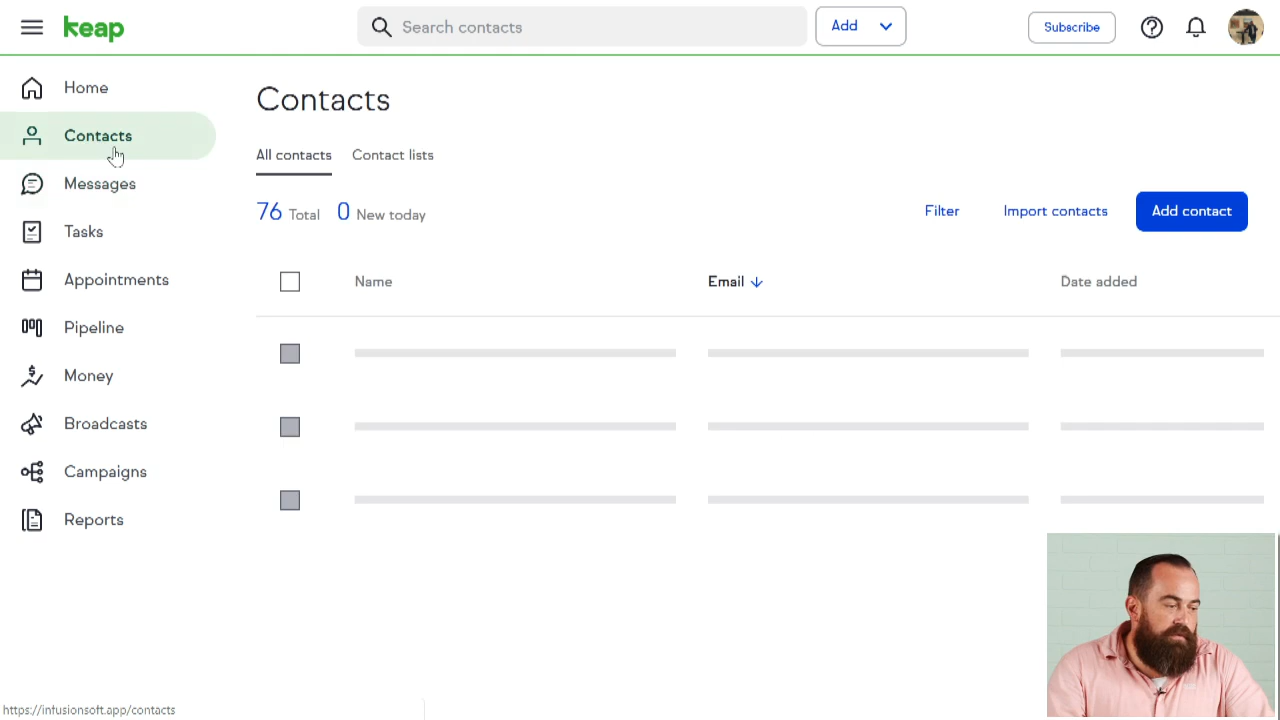 keap
Search contacts
Add
Subscribe
Home
Contacts
Messages
Tasks
Appointments
Pipeline
Money
Broadcasts
Campaigns
Reports
Contacts
All contacts
Contact lists
76 Total
0 New today
Filter
Import contacts
Add contact
Name
Email
Date added
https://infusionsoft.app/contacts